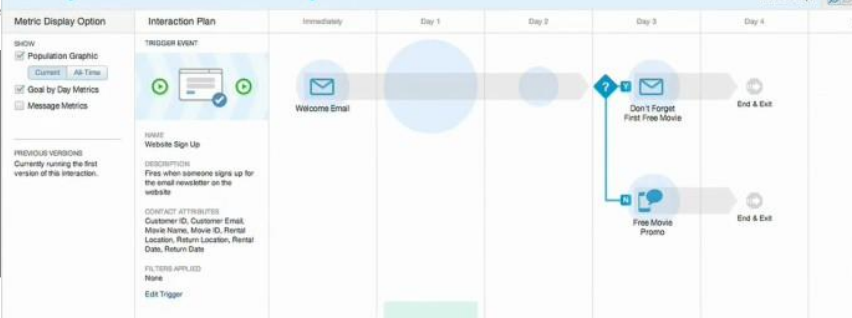 Metric Display Option
Interaction Plan
Immediately
Day 1
Day 2
Day 3
Day 4
SHOW
Population Graphic
Current
All-Time
Goal by Day Metrics
Message Metrics
PREVIOUS VERSIONS
Currently running the first
version of this interaction.
TRIGGER EVENT
NAME
Website Sign Up
DESCRIPTION
Fires when someone signs up for
the email newsletter on the
website
CONTACT ATTRIBUTES
Customer ID, Customer Email,
Movie Name, Movie ID, Rental
Location, Return Location, Rental
Date, Return Date
FILTERS APPLIED
None
Edit Trigger
Welcome Email
?
Y
Don't Forget
First Free Movie
End & Exit
N
Free Movie
Promo
End & Exit